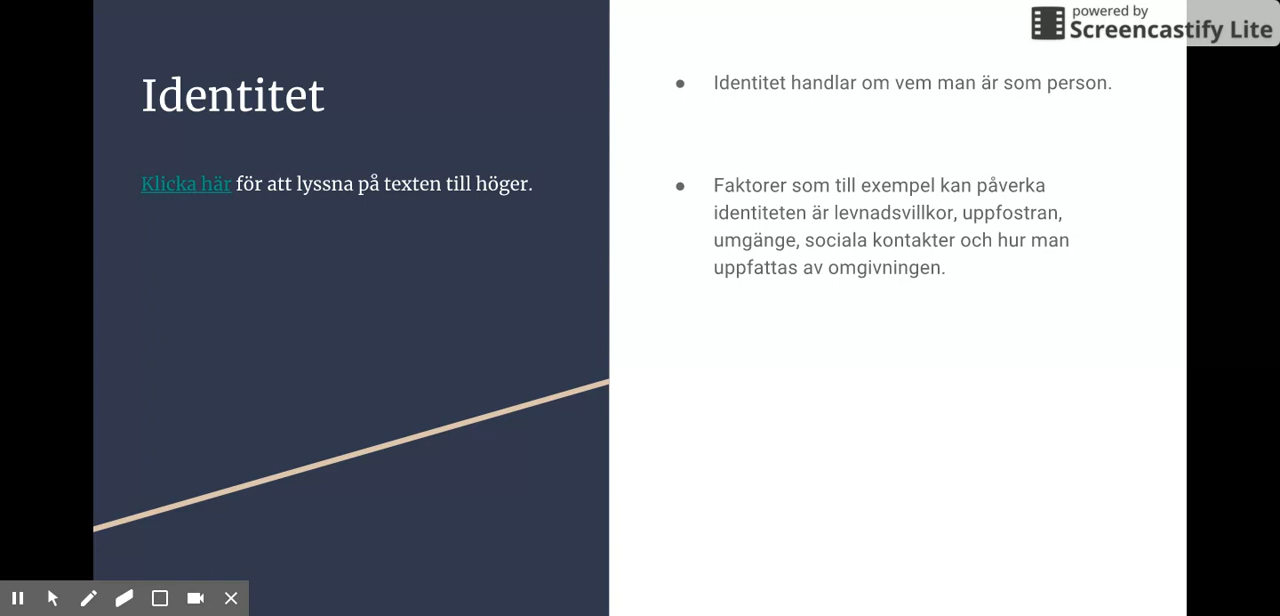 powered by
Screencastify Lite
Identitet
Klicka här för att lyssna på texten till höger.
● Identitet handlar om vem man är som person.
● Faktorer som till exempel kan påverka
identiteten är levnadsvillkor, uppfostran,
umgänge, sociala kontakter och hur man
uppfattas av omgivningen.